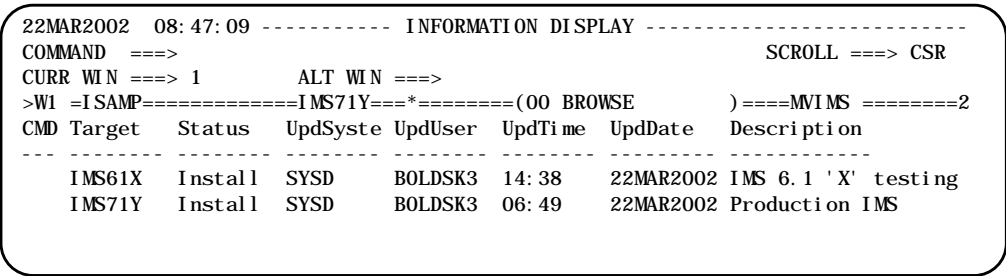 22MAR2002  08:47:09 ----------- INFORMATION DISPLAY ----------------------------
COMMAND  ===>                                                  SCROLL ===> CSR
CURR WIN ===> 1        ALT WIN ===>
>W1 =ISAMP=============IMS71Y===*========(00 BROWSE        )====MVIMS ========2
CMD Target   Status   UpdSyste UpdUser  UpdTime  UpdDate   Description
--- -------- -------- -------- -------- -------- --------- ------------
    IMS61X   Install  SYSD     BOLDSK3  14:38    22MAR2002 IMS 6.1 'X' testing
    IMS71Y   Install  SYSD     BOLDSK3  06:49    22MAR2002 Production IMS